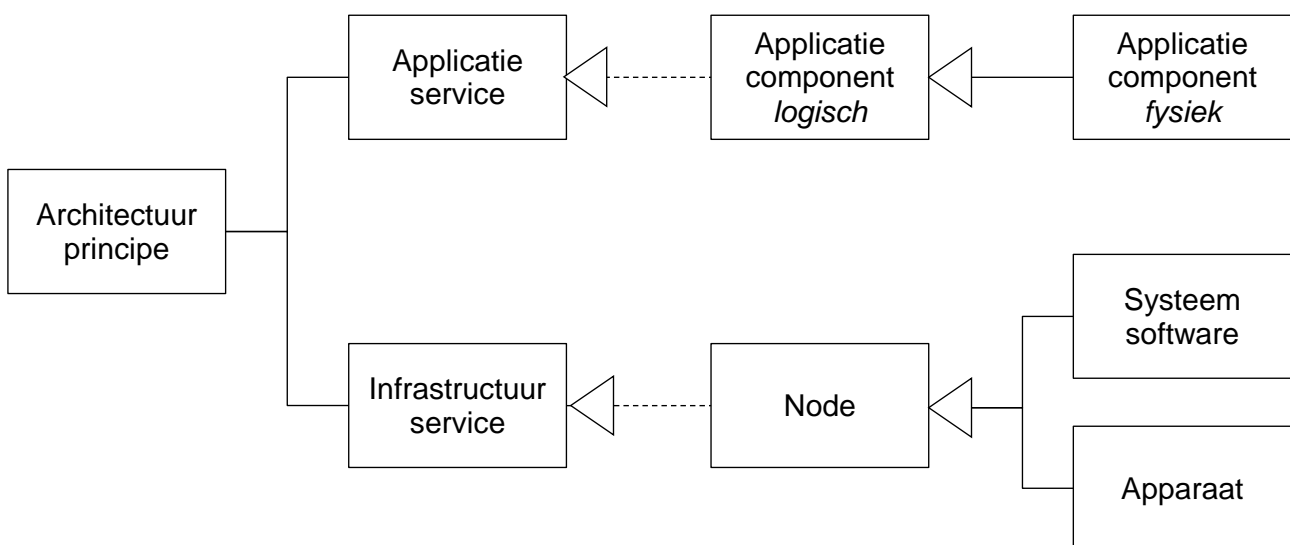 Applicatie
service
Applicatie
component
logisch
Applicatie
component
fysiek
Architectuur
principe
Infrastructuur
service
Node
Systeem
software
Apparaat